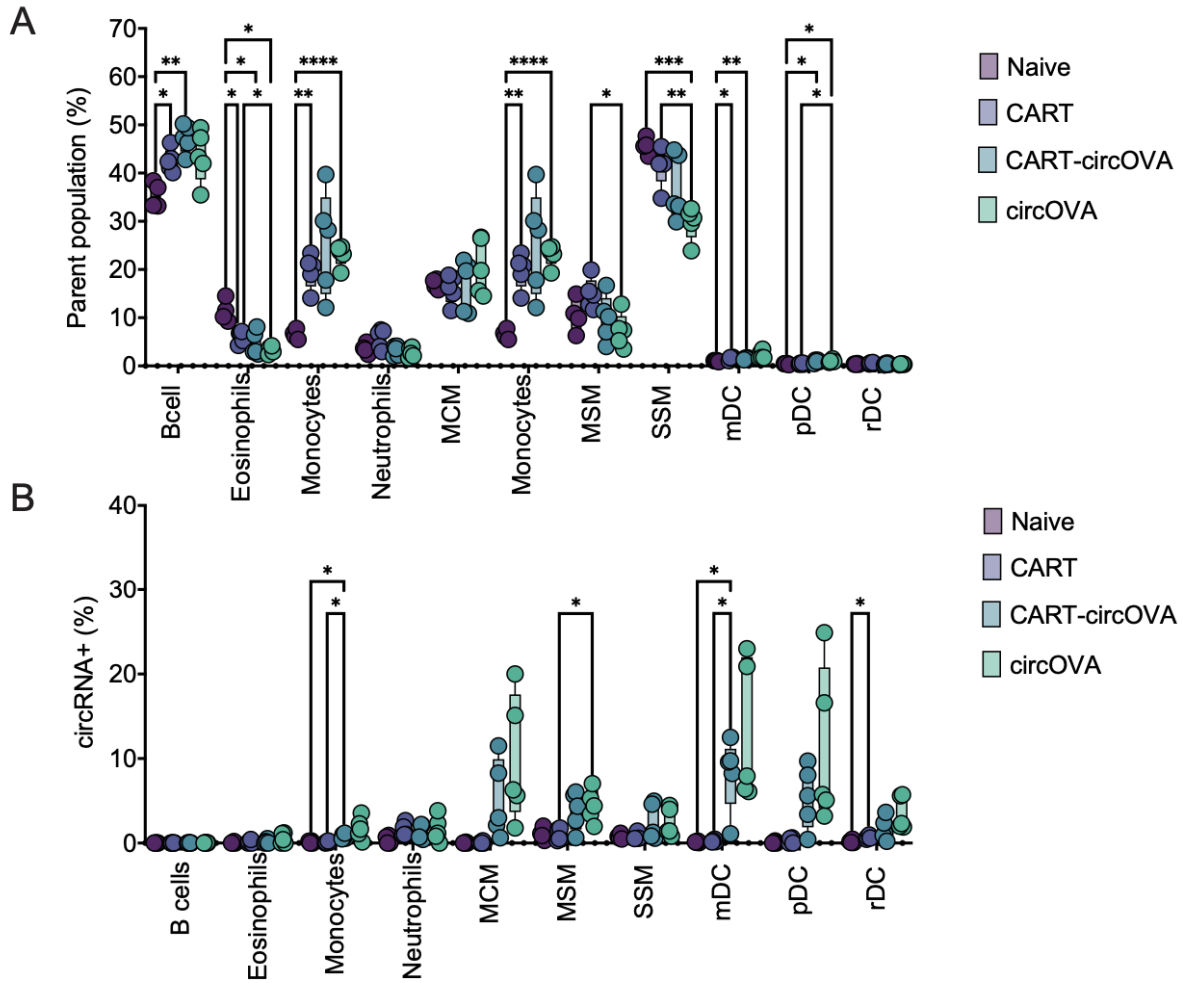 A
Parent population (%)
70
60
50
40
30
20
10
0
* ** * * * * **** ** **** ** * *** ** ** * * * *
Bcell
Eosinophils
Monocytes
Neutrophils
MCM
Monocytes
MSM
SSM
mDC
pDC
rDC
Naive
CART
CART-circOVA
circOVA
B
circRNA+ (%)
40
30
20
10
0
* * * * * *
B cells
Eosinophils
Monocytes
Neutrophils
MCM
MSM
SSM
mDC
pDC
rDC
Naive
CART
CART-circOVA
circOVA